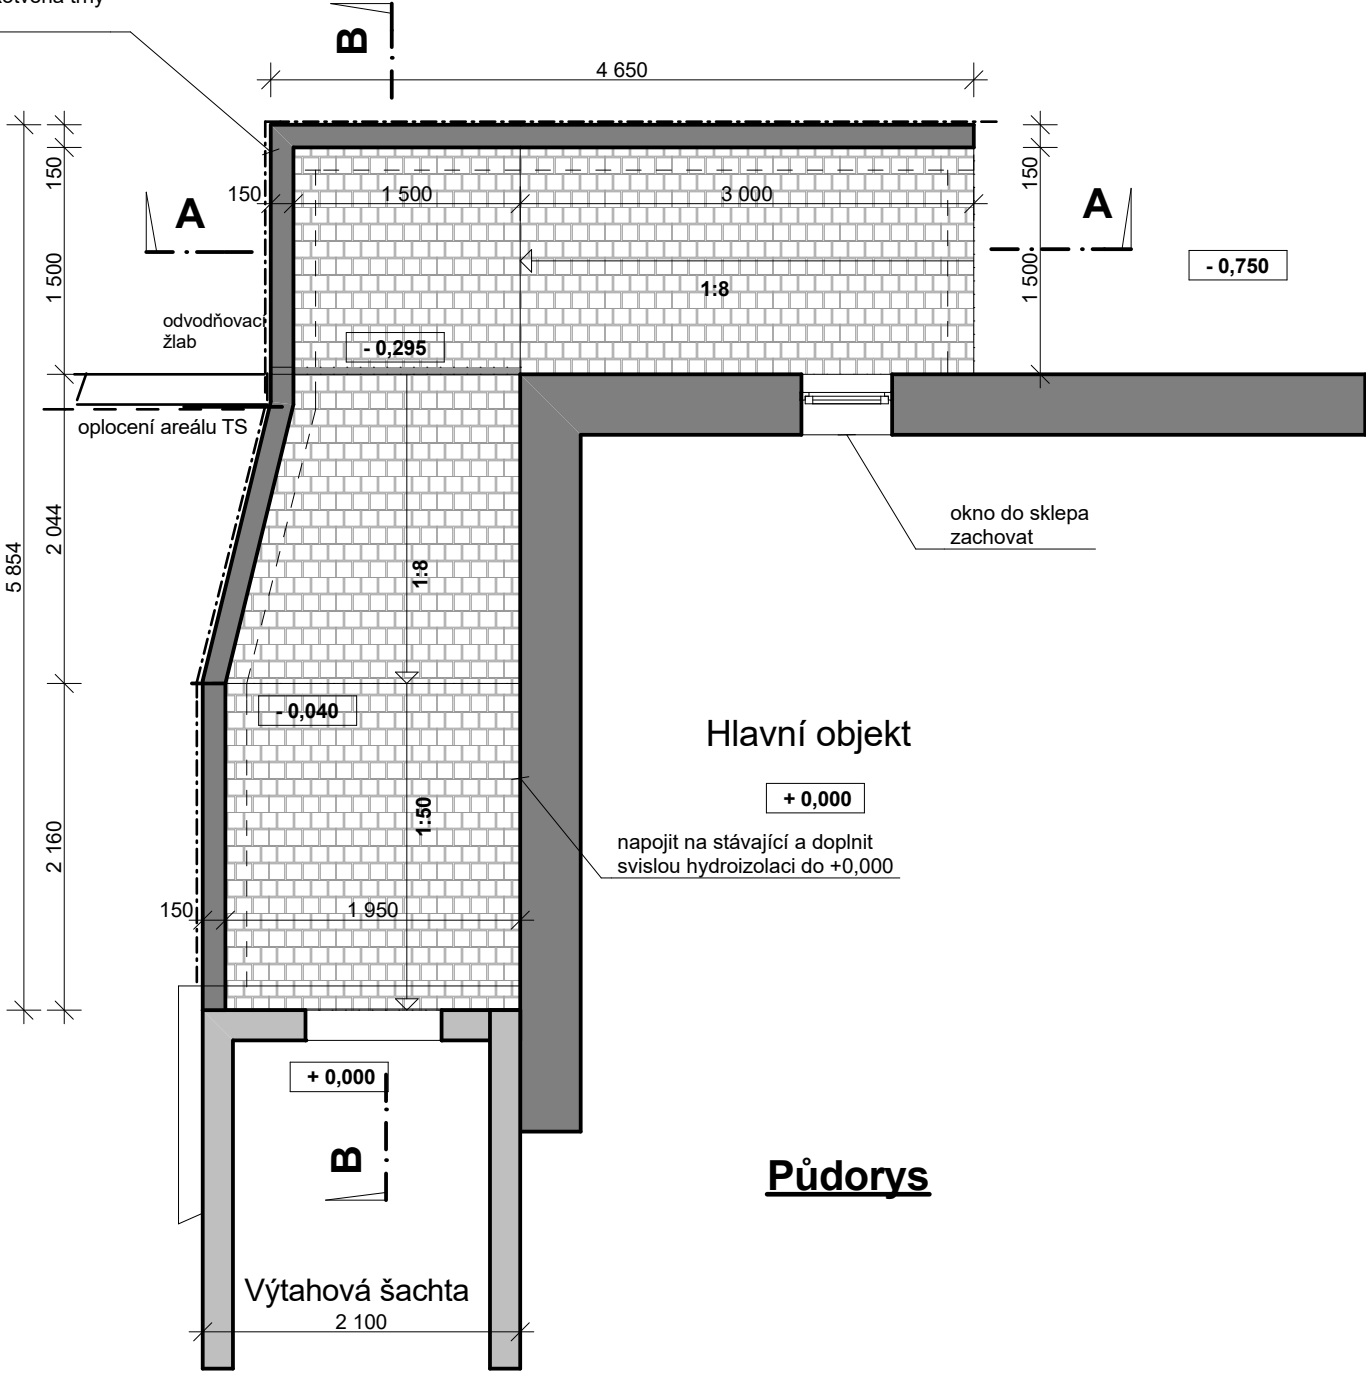 B
4 650
150
150
150
1 500
3 000
A
A
1 500
1 500
- 0,750
1:8
žlab
- 0,295
oplocení areálu TS
okno do sklepa
zachovat
2 044
5 854
1:8
- 0,040
Hlavní objekt
+ 0,000
1:50
napojit na stávající a doplnit
svislou hydroizolaci do +0,000
2 160
150
1 950
+ 0,000
B
Půdorys
Výtahová šachta
2 100